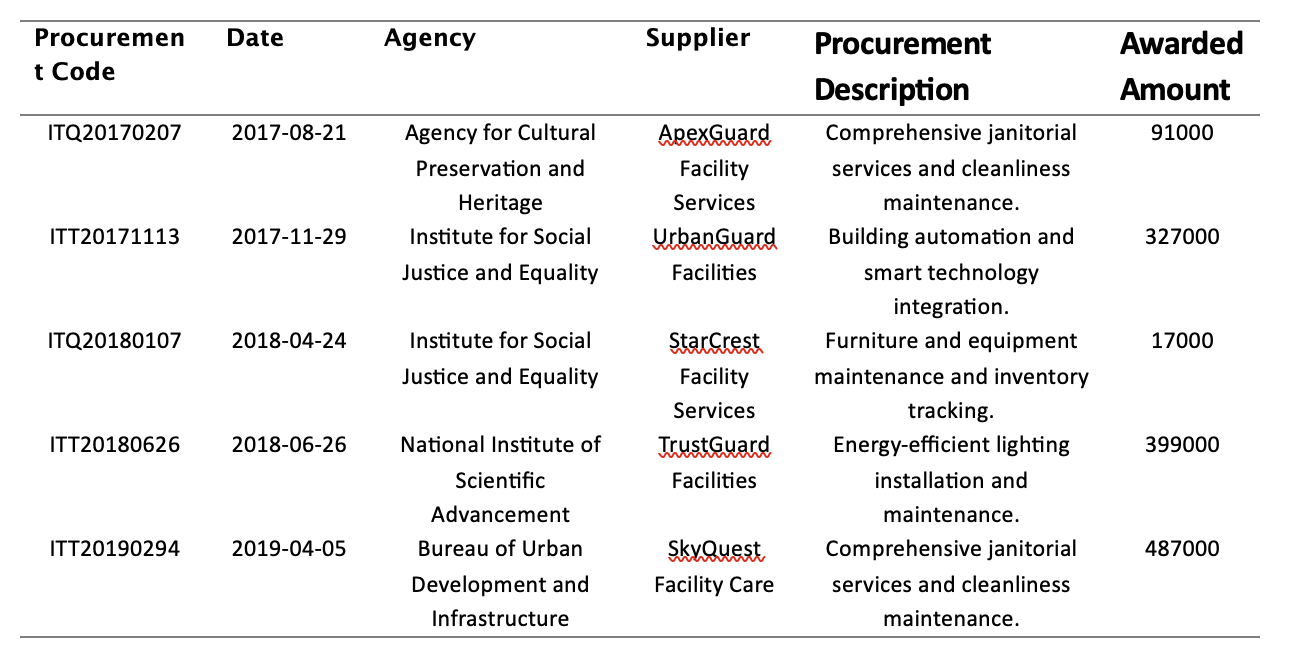 Procuremen
t Code
Date
Agency
Supplier
Procurement
Description
Awarded
Amount
ITQ20170207
2017-08-21
Agency for Cultural
Preservation and
Heritage
ApexGuard
Facility
Services
Comprehensive janitorial
services and cleanliness
maintenance.
91000
ITT20171113
2017-11-29
Institute for Social
Justice and Equality
UrbanGuard
Facilities
Building automation and
smart technology
integration.
327000
ITQ20180107
2018-04-24
Institute for Social
Justice and Equality
StarCrest
Facility
Services
Furniture and equipment
maintenance and inventory
tracking.
17000
ITT20180626
2018-06-26
National Institute of
Scientific
Advancement
TrustGuard
Facilities
Energy-efficient lighting
installation and
maintenance.
399000
ITT20190294
2019-04-05
Bureau of Urban
Development and
Infrastructure
SkyQuest
Facility Care
Comprehensive janitorial
services and cleanliness
maintenance.
487000